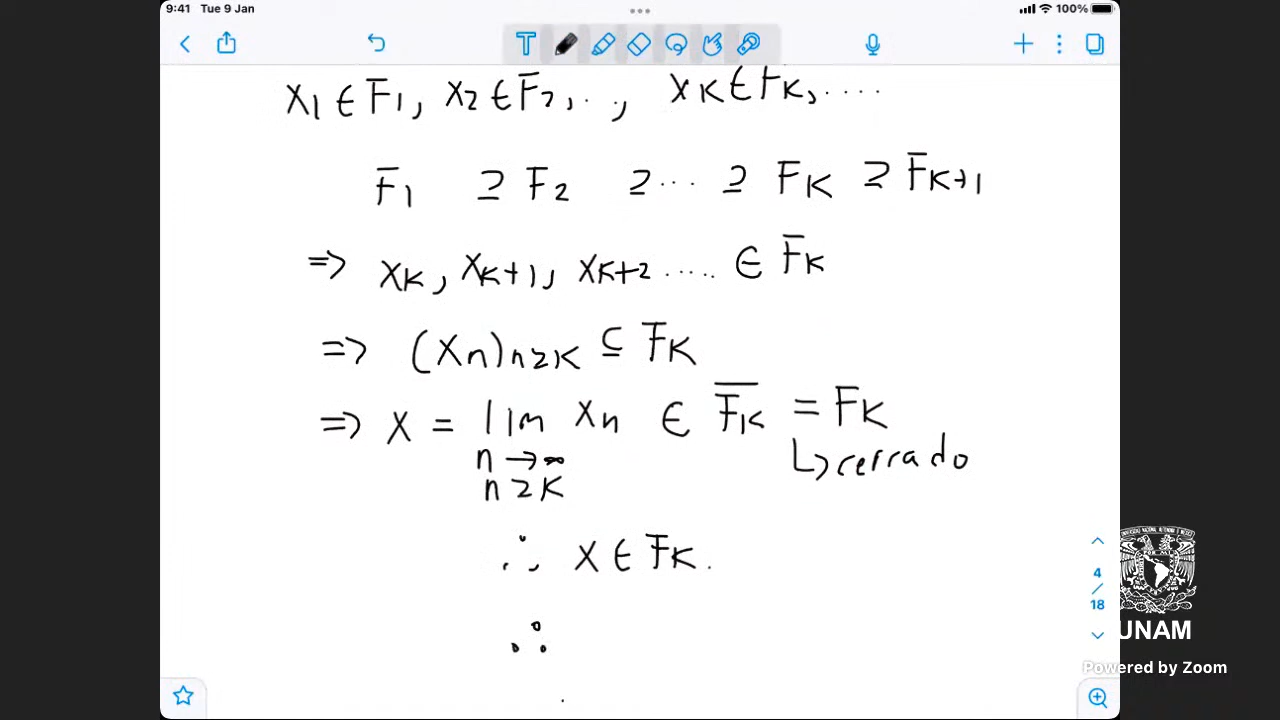 9:41 Tue 9 Jan 100%
x₁ ∈ F₁, x₂ ∈ F₂, ..., xₖ ∈ Fₖ, ....
F₁ ⊇ F₂ ⊇ ... ⊇ Fₖ ⊇ Fₖ₊₁
=> xₖ, xₖ₊₁, xₖ₊₂ ..... ∈ Fₖ
=> (xₙ)ₙ≥ₖ ⊆ Fₖ
=> x = lim xₙ ∈ F̅ₖ = Fₖ
n → ∞
n ≥ k
↳ cerrado
∴ x ∈ Fₖ.
∴
4
/
18
UNAM
Powered by Zoom